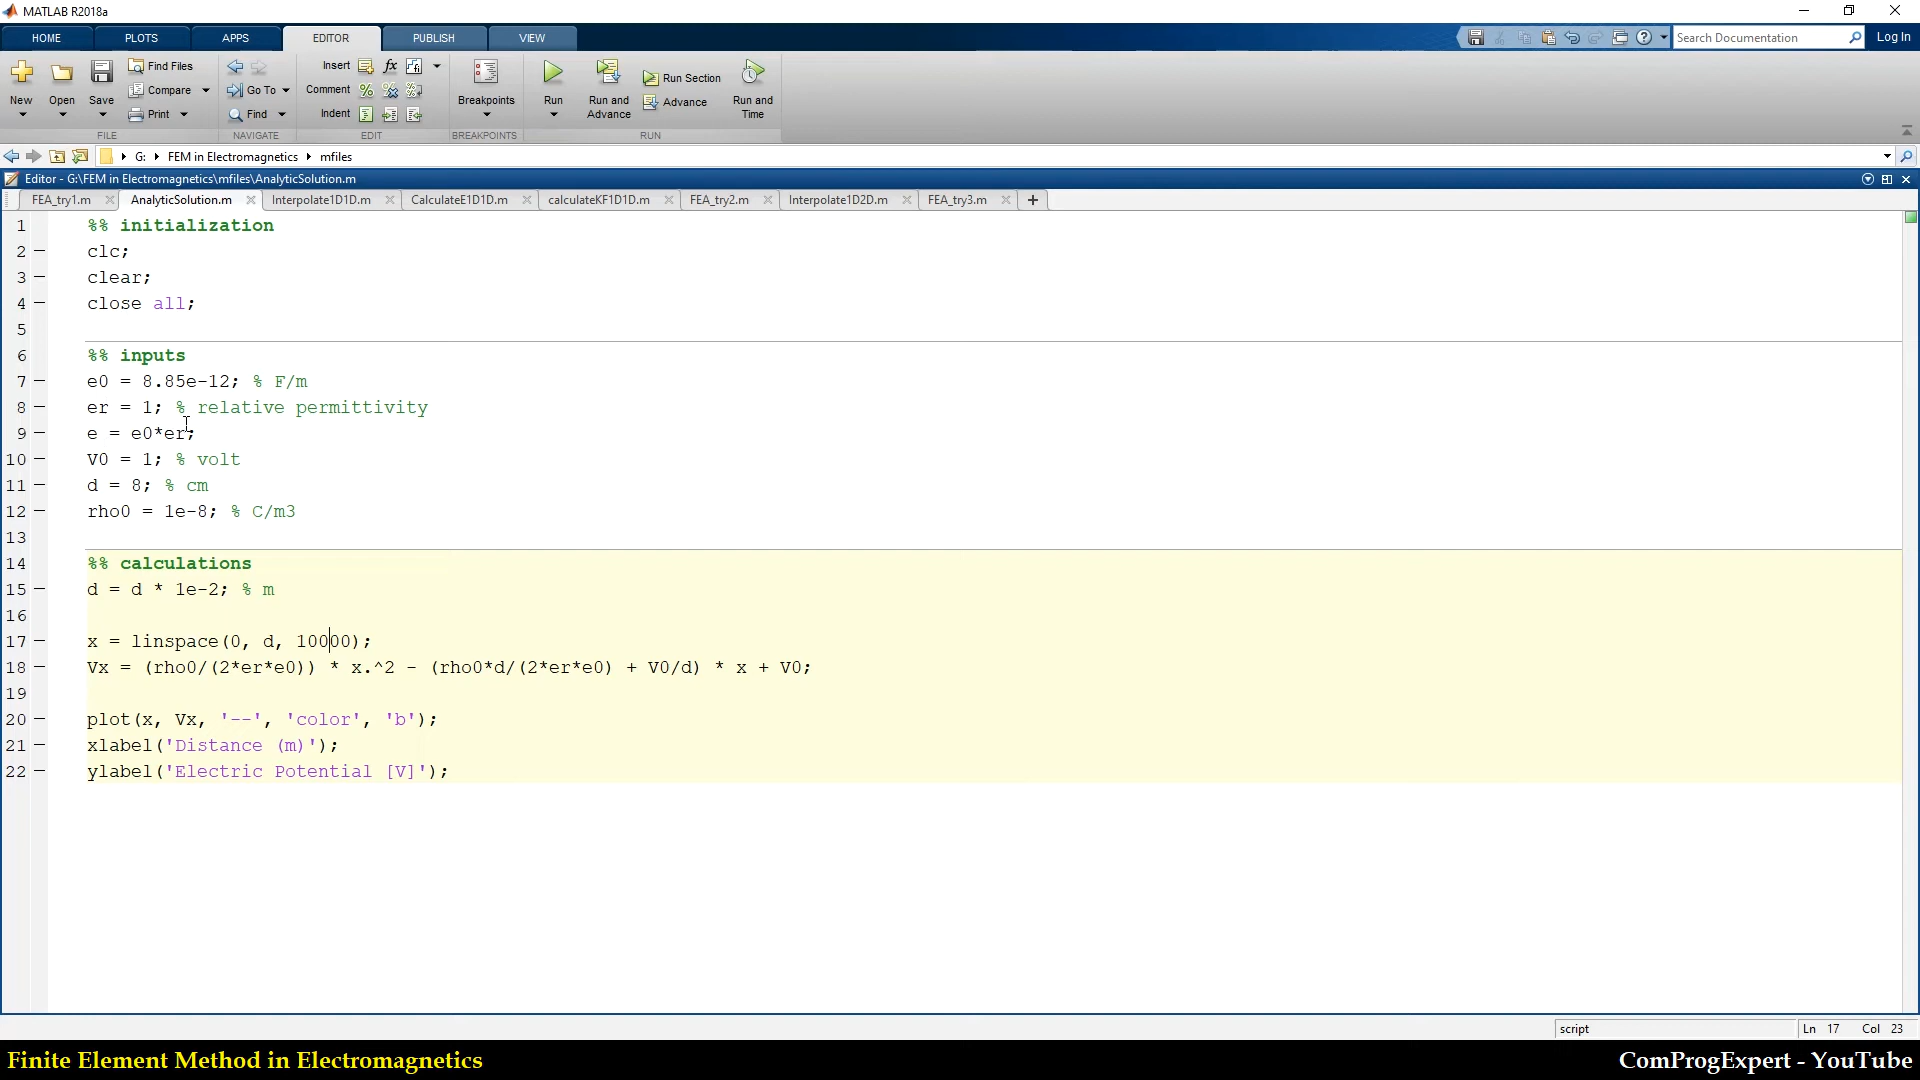 MATLAB R2018a
HOME PLOTS APPS EDITOR PUBLISH VIEW
Search Documentation
Log In
New Open Save Find Files Compare Print
FILE
Go To Find
NAVIGATE
Insert fx
Comment
Indent
EDIT
Breakpoints
BREAKPOINTS
Run Run and Advance Run Section Advance Run and Time
RUN
G: FEM in Electromagnetics mfiles
Editor - G:\FEM in Electromagnetics\mfiles\AnalyticSolution.m
FEA_try1.m AnalyticSolution.m Interpolate1D1D.m CalculateE1D1D.m calculateKF1D1D.m FEA_try2.m Interpolate1D2D.m FEA_try3.m
1 %% initialization
2 clc;
3 clear;
4 close all;
5
6 %% inputs
7 e0 = 8.85e-12; % F/m
8 er = 1; % relative permittivity
9 e = e0*er;
10 V0 = 1; % volt
11 d = 8; % cm
12 rho0 = 1e-8; % C/m3
13
14 %% calculations
15 d = d * 1e-2; % m
16
17 x = linspace(0, d, 10000);
18 Vx = (rho0/(2*er*e0)) * x.^2 - (rho0*d/(2*er*e0) + V0/d) * x + V0;
19
20 plot(x, Vx, '--', 'color', 'b');
21 xlabel('Distance (m)');
22 ylabel('Electric Potential [V]');
script Ln 17 Col 23
Finite Element Method in Electromagnetics
ComProgExpert - YouTube